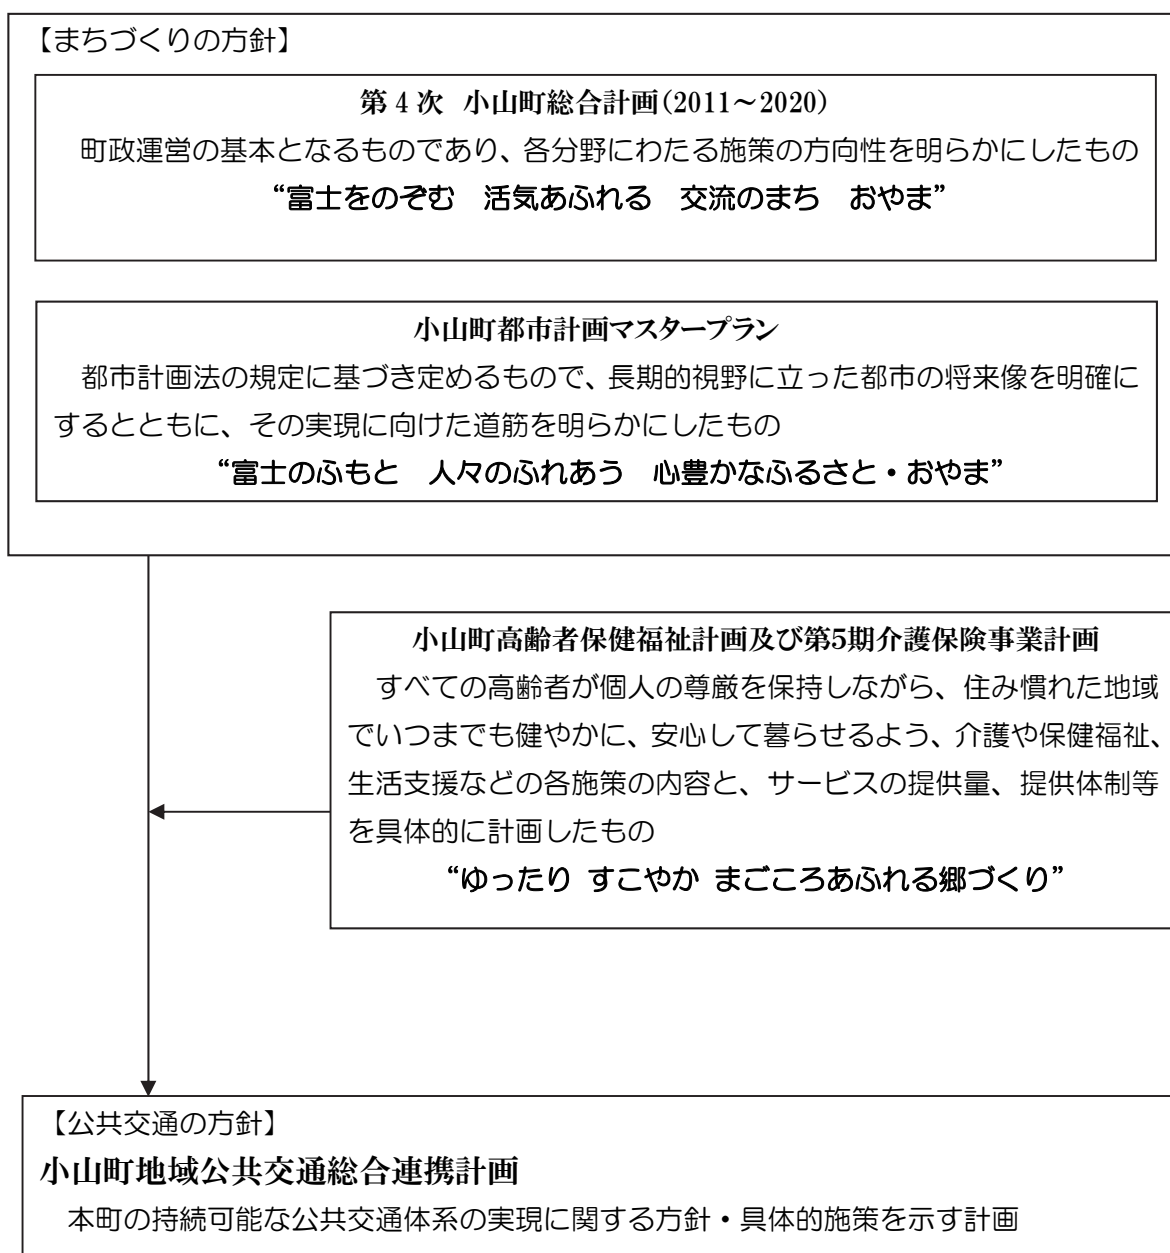 【まちづくりの方針】
第4次 小山町総合計画(2011~2020)
町政運営の基本となるものであり、各分野にわたる施策の方向性を明らかにしたもの
“富士をのぞむ 活気あふれる 交流のまち おやま”
小山町都市計画マスタープラン
都市計画法の規定に基づき定めるもので、長期的視野に立った都市の将来像を明確に
するとともに、その実現に向けた道筋を明らかにしたもの
“富士のふもと 人々のふれあう 心豊かなふるさと・おやま”
小山町高齢者保健福祉計画及び第5期介護保険事業計画
すべての高齢者が個人の尊厳を保持しながら、住み慣れた地域
でいつまでも健やかに、安心して暮らせるよう、介護や保健福祉、
生活支援などの各施策の内容と、サービスの提供量、提供体制等
を具体的に計画したもの
“ゆったり すこやか まごころあふれる郷づくり”
【公共交通の方針】
小山町地域公共交通総合連携計画
本町の持続可能な公共交通体系の実現に関する方針・具体的施策を示す計画